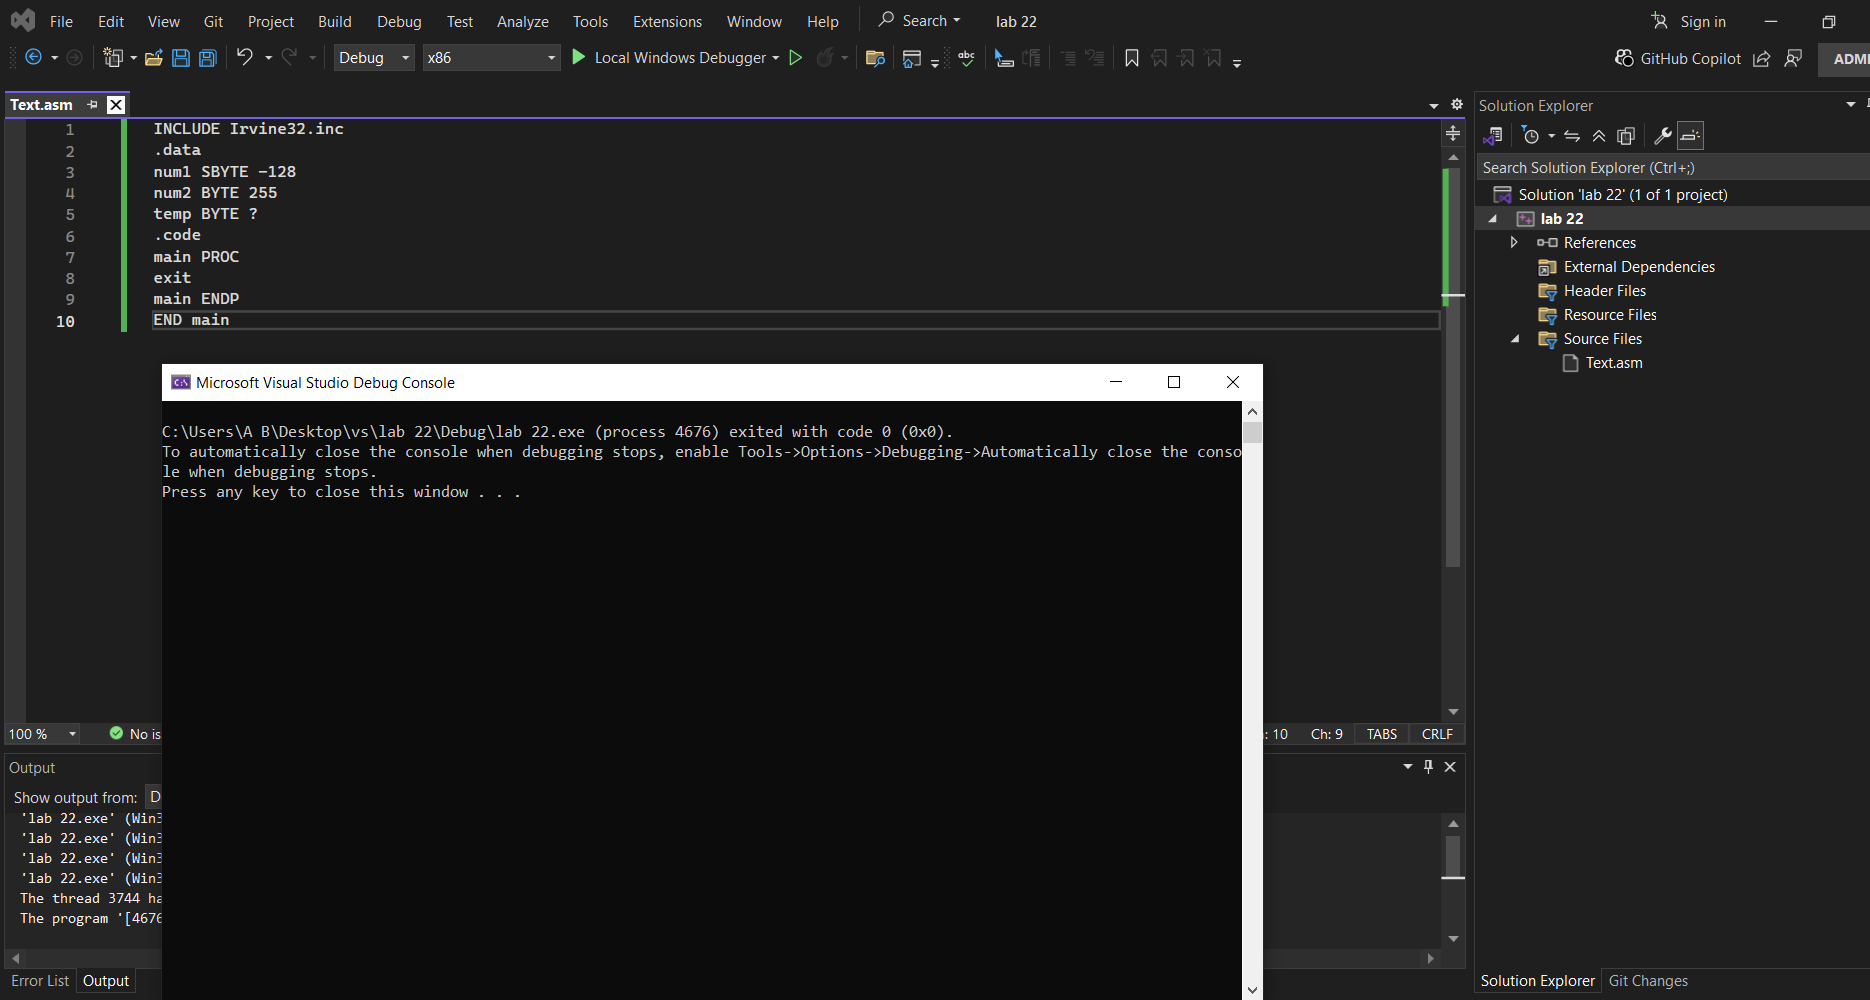 File Edit View Git Project Build Debug Test Analyze Tools Extensions Window Help Search lab 22 Sign in
Debug x86 Local Windows Debugger abc GitHub Copilot
Text.asm
1 INCLUDE Irvine32.inc
2 .data
3 num1 SBYTE -128
4 num2 BYTE 255
5 temp BYTE ?
6 .code
7 main PROC
8 exit
9 main ENDP
10 END main
Microsoft Visual Studio Debug Console
C:\Users\A B\Desktop\vs\lab 22\Debug\lab 22.exe (process 4676) exited with code 0 (0x0).
To automatically close the console when debugging stops, enable Tools->Options->Debugging->Automatically close the conso
le when debugging stops.
Press any key to close this window . . .
100 % No is : 10 Ch: 9 TABS CRLF
Output
Show output from: D
'lab 22.exe' (Win3
'lab 22.exe' (Win3
'lab 22.exe' (Win3
'lab 22.exe' (Win3
The thread 3744 ha
The program '[4676
Error List Output
Solution Explorer
Search Solution Explorer (Ctrl+;)
Solution 'lab 22' (1 of 1 project)
lab 22
References
External Dependencies
Header Files
Resource Files
Source Files
Text.asm
Solution Explorer Git Changes